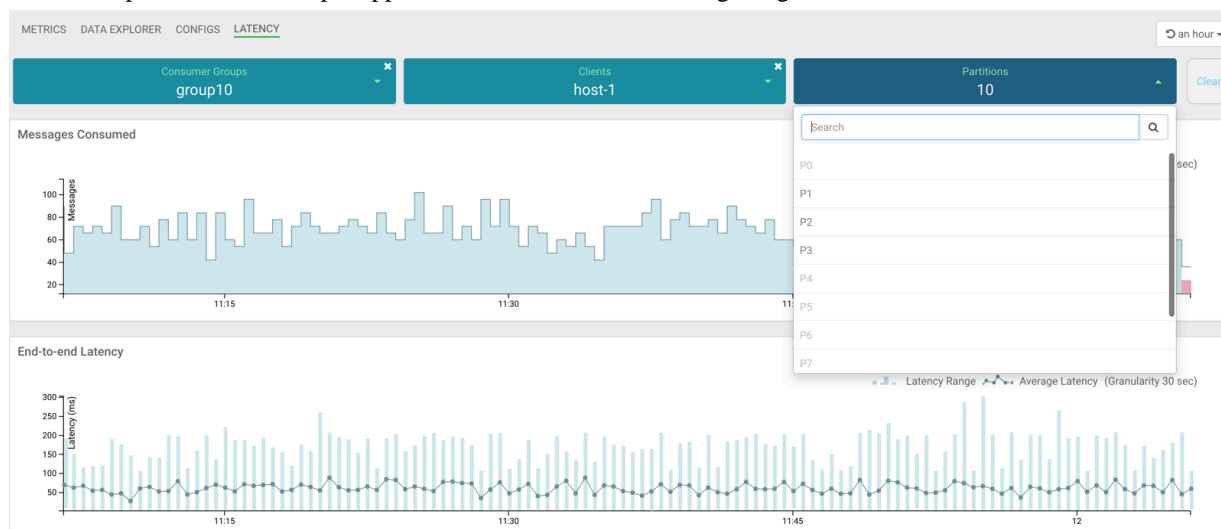 METRICS DATA EXPLORER CONFIGS LATENCY
an hour
Consumer Groups
group10
Clients
host-1
Partitions
10
Clear
Messages Consumed
Search
sec)
P0
P1
P2
P3
P4
P5
P6
P7
Messages
100
80
60
40
20
11:15 11:30 11:
End-to-end Latency
Latency Range Average Latency (Granularity 30 sec)
Latency (ms)
300
250
200
150
100
50
11:15 11:30 11:45 12